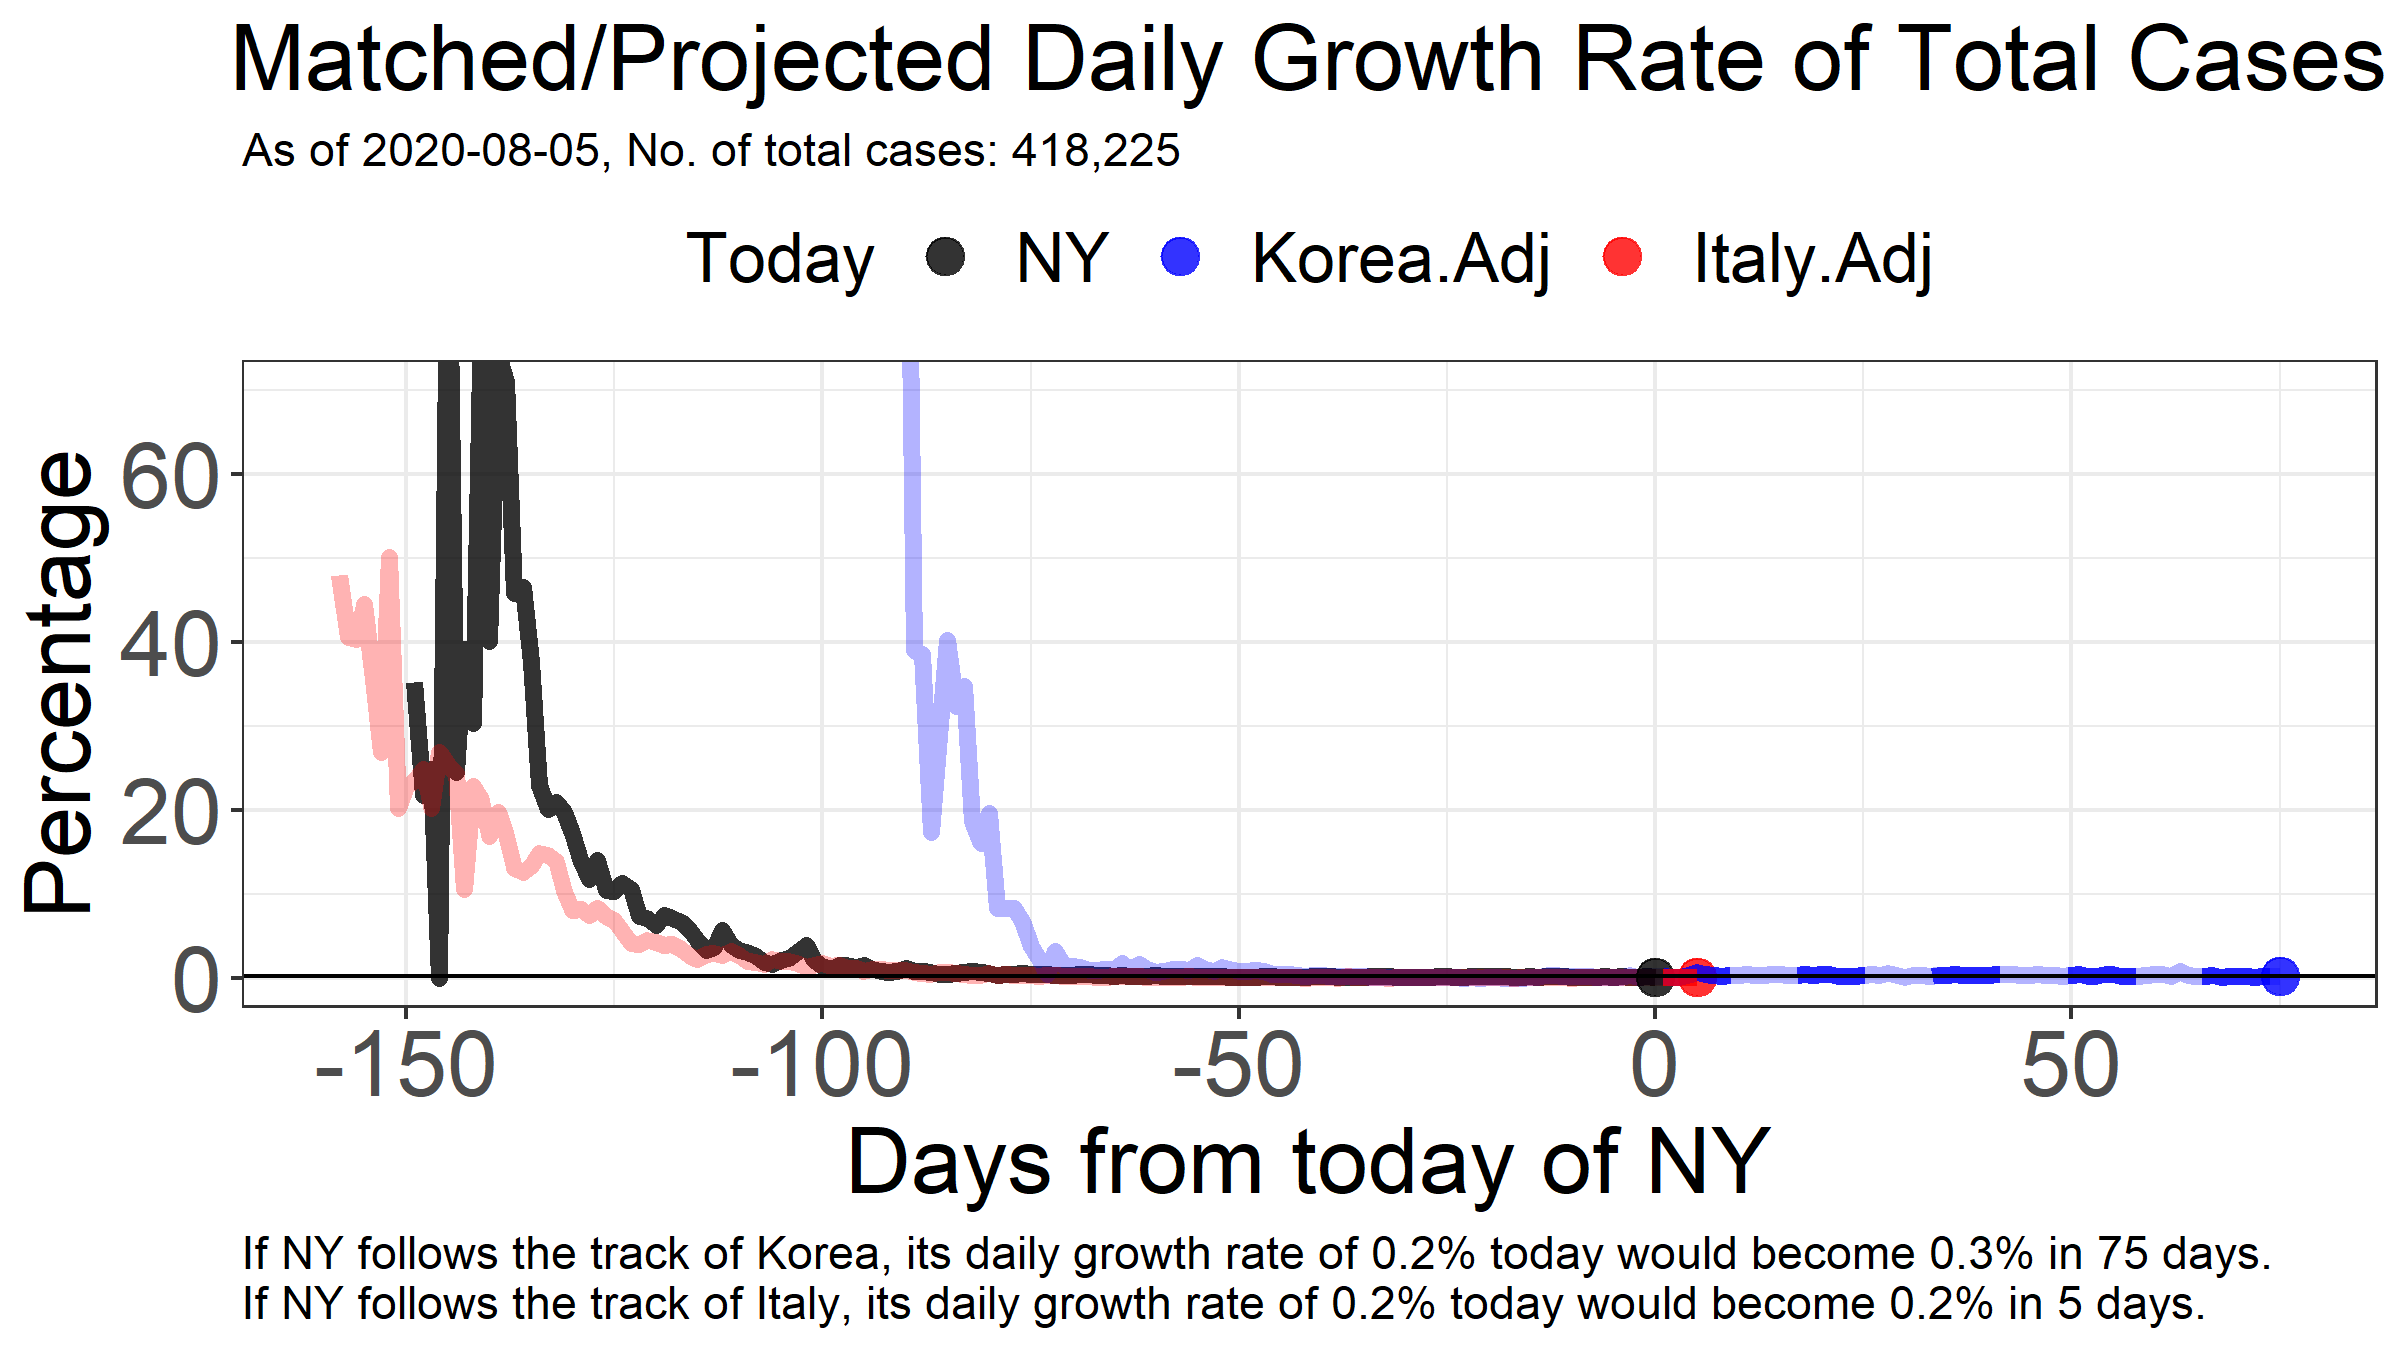 Matched/Projected Daily Growth Rate of Total Cases
As of 2020-08-05, No. of total cases: 418,225
Today NY Korea.Adj Italy.Adj
Percentage
60
40
20
0
-150 -100 -50 0 50
Days from today of NY
If NY follows the track of Korea, its daily growth rate of 0.2% today would become 0.3% in 75 days.
If NY follows the track of Italy, its daily growth rate of 0.2% today would become 0.2% in 5 days.